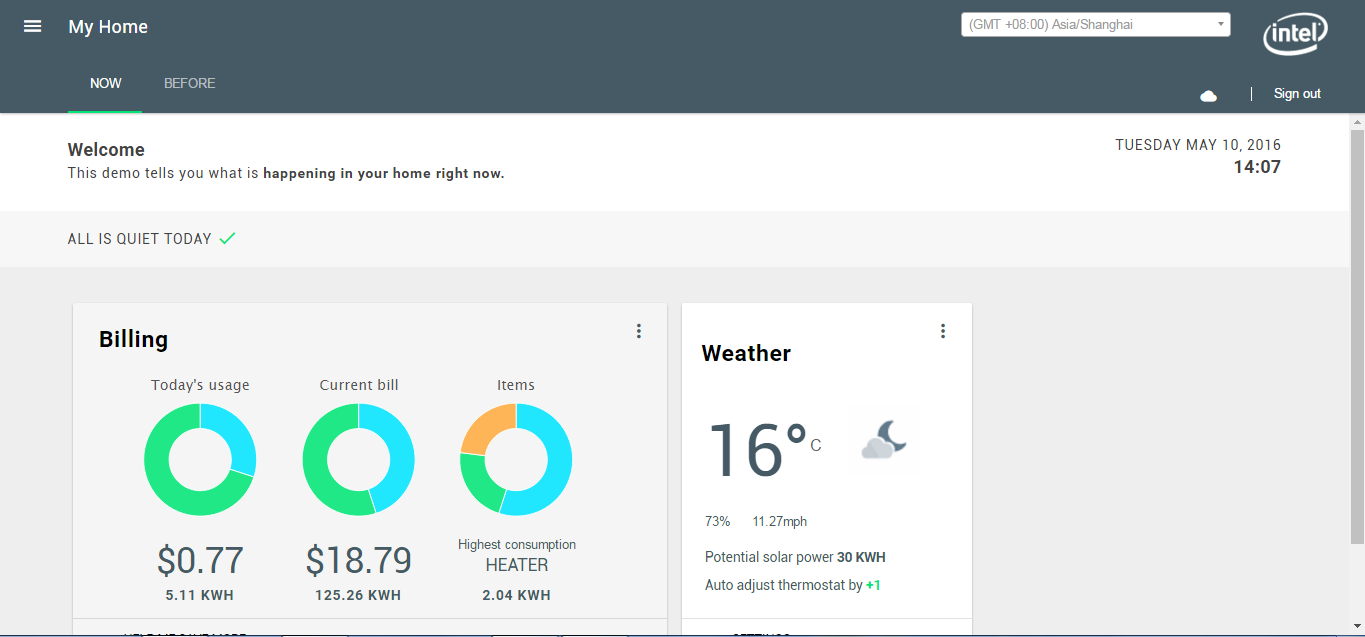 My Home
(GMT +08:00) Asia/Shanghai
intel
NOW
BEFORE
Sign out
Welcome
This demo tells you what is happening in your home right now.
TUESDAY MAY 10, 2016
14:07
ALL IS QUIET TODAY
Billing
Today's usage
Current bill
Items
$0.77
5.11 KWH
$18.79
125.26 KWH
Highest consumption
HEATER
2.04 KWH
Weather
16° C
73% 11.27mph
Potential solar power 30 KWH
Auto adjust thermostat by +1